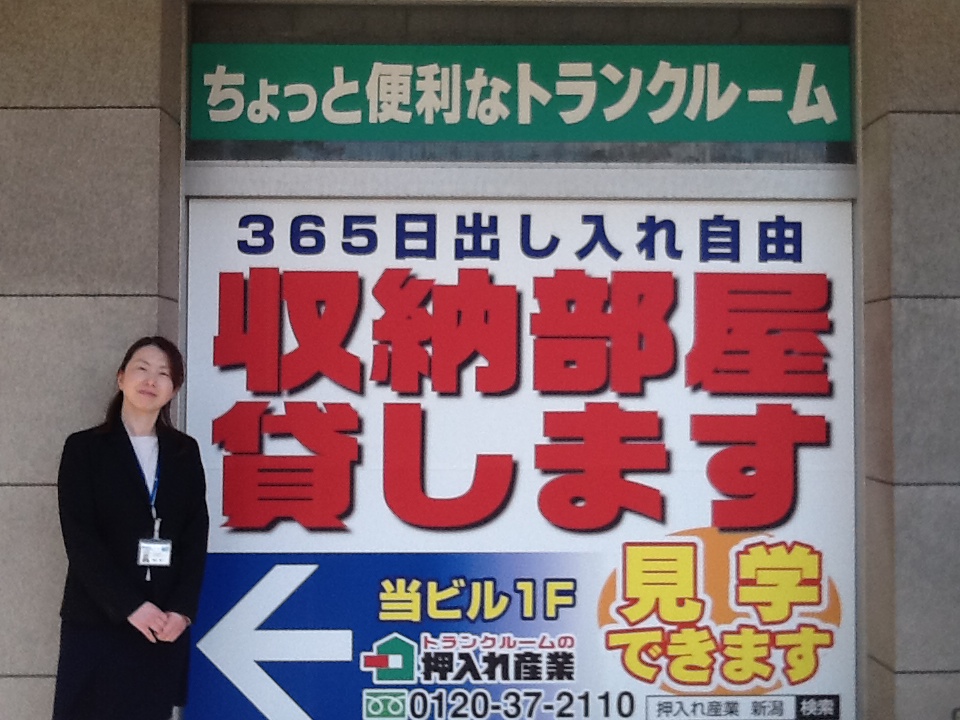 ちょっと便利なトランクルーム
365日出し入れ自由
収納部屋
貸します
見学
できます
当ビル1F
トランクルームの
押入れ産業
0120-37-2110
押入れ産業 新潟 検索